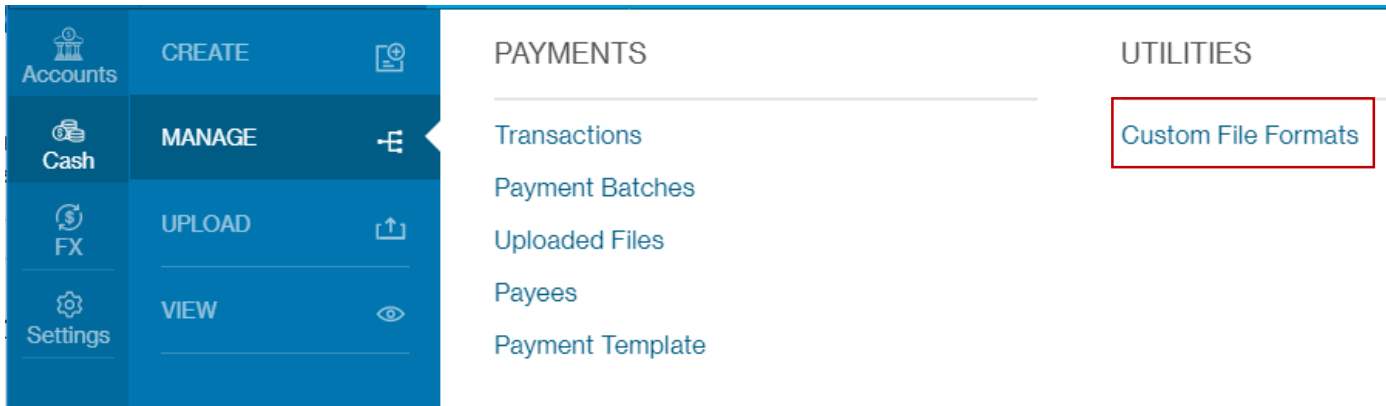 Accounts
Cash
FX
Settings
CREATE
MANAGE
UPLOAD
VIEW
PAYMENTS
Transactions
Payment Batches
Uploaded Files
Payees
Payment Template
UTILITIES
Custom File Formats